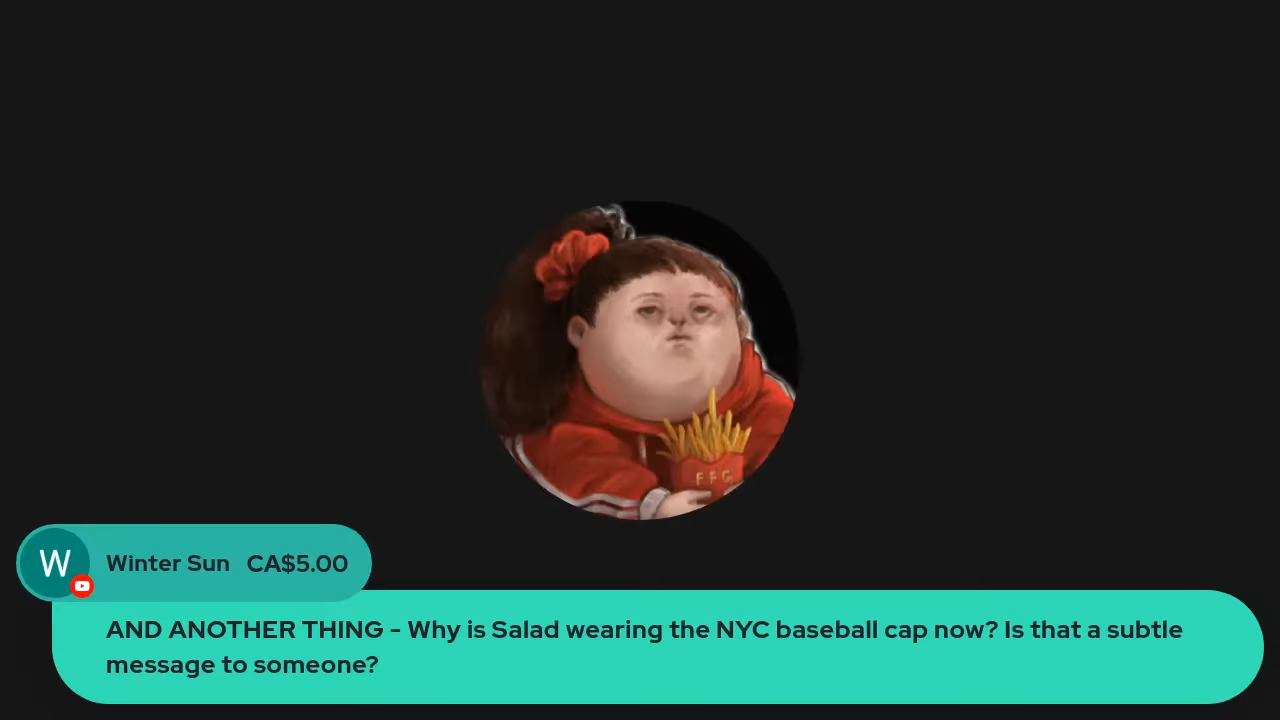 FFG
W
Winter Sun CA$5.00
AND ANOTHER THING - Why is Salad wearing the NYC baseball cap now? Is that a subtle
message to someone?